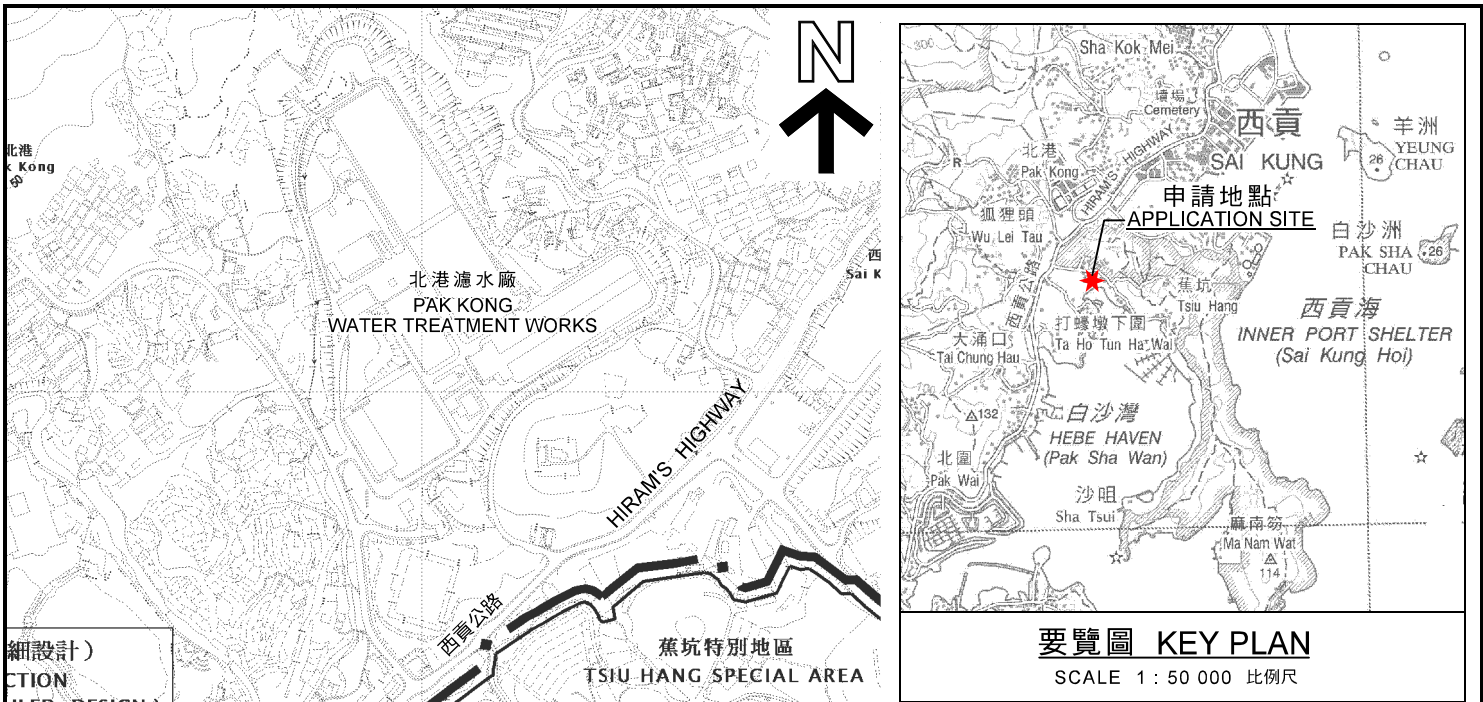 N
北港
Kong
50
北港濾水廠
PAK KONG
WATER TREATMENT WORKS
西
Sai K
HIRAM'S HIGHWAY
西貢公路
蕉坑特別地區
TSIU HANG SPECIAL AREA
細設計）
CTION
DESIGN )
300
Sha Kok Mei
墳場
Cemetery
西貢
SAI KUNG
羊洲
YEUNG
CHAU
26
北港
Pak Kong
R
HIRAM'S HIGHWAY
申請地點
APPLICATION SITE
狐狸頭
Wu Lei Tau
白沙洲
PAK SHA
CHAU
26
西貢公路
蕉坑
Tsiu Hang
西貢海
INNER PORT SHELTER
(Sai Kung Hoi)
打蠔墩下圍
Ta Ho Tun Ha Wai
大涌口
Tai Chung Hau
132
白沙灣
HEBE HAVEN
(Pak Sha Wan)
北圍
Pak Wai
沙咀
Sha Tsui
麻南笏
Ma Nam Wat
114
要覽圖 KEY PLAN
SCALE 1 : 50 000 比例尺